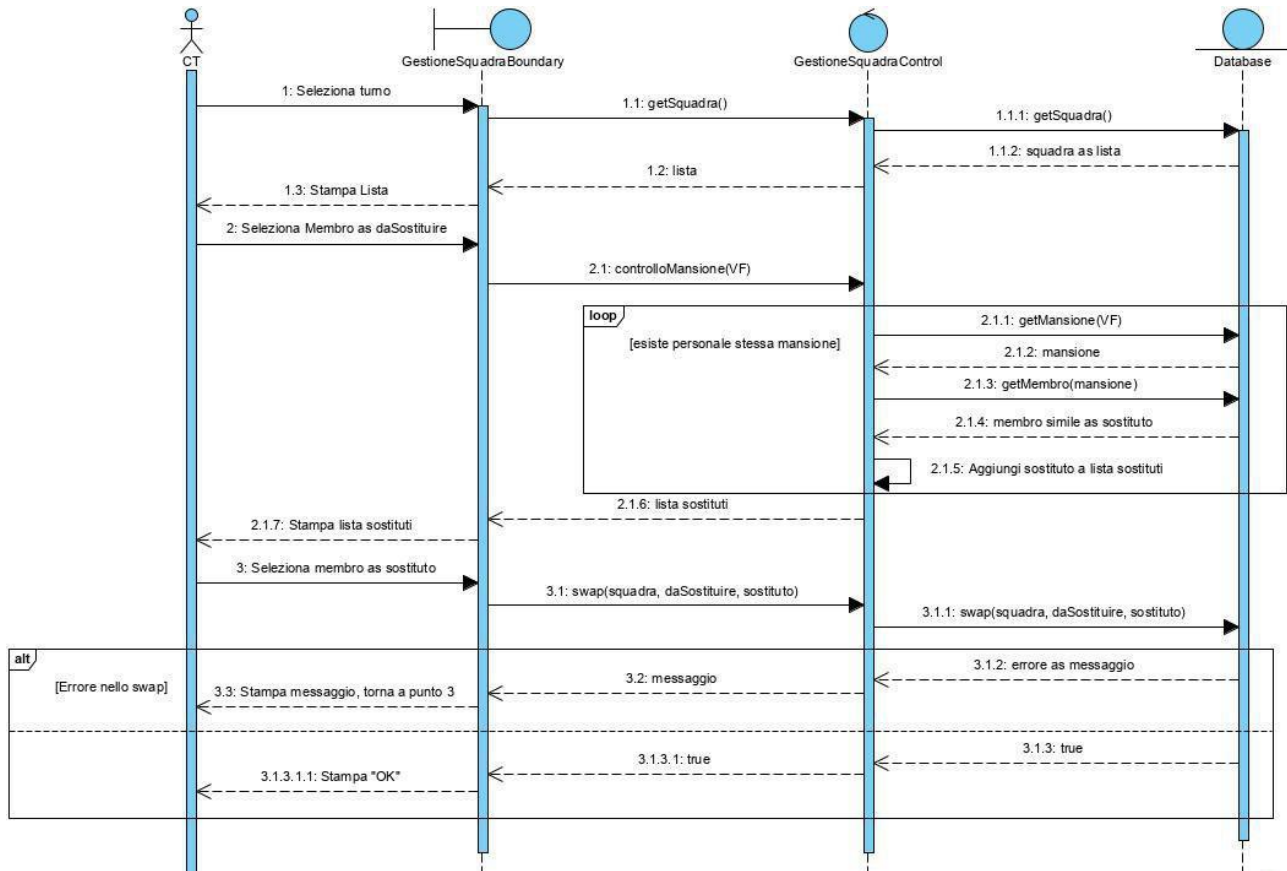 CT
GestioneSquadraBoundary
GestioneSquadraControl
Database
1: Seleziona turno
1.1: getSquadra()
1.1.1: getSquadra()
1.1.2: squadra as lista
1.2: lista
1.3: Stampa Lista
2: Seleziona Membro as daSostituire
2.1: controlloMansione(VF)
loop
[esiste personale stessa mansione]
2.1.1: getMansione(VF)
2.1.2: mansione
2.1.3: getMembro(mansione)
2.1.4: membro simile as sostituto
2.1.5: Aggiungi sostituto a lista sostituti
2.1.6: lista sostituti
2.1.7: Stampa lista sostituti
3: Seleziona membro as sostituto
3.1: swap(squadra, daSostituire, sostituto)
3.1.1: swap(squadra, daSostituire, sostituto)
alt
[Errore nello swap]
3.1.2: errore as messaggio
3.2: messaggio
3.3: Stampa messaggio, torna a punto 3
3.1.3: true
3.1.3.1: true
3.1.3.1.1: Stampa "OK"